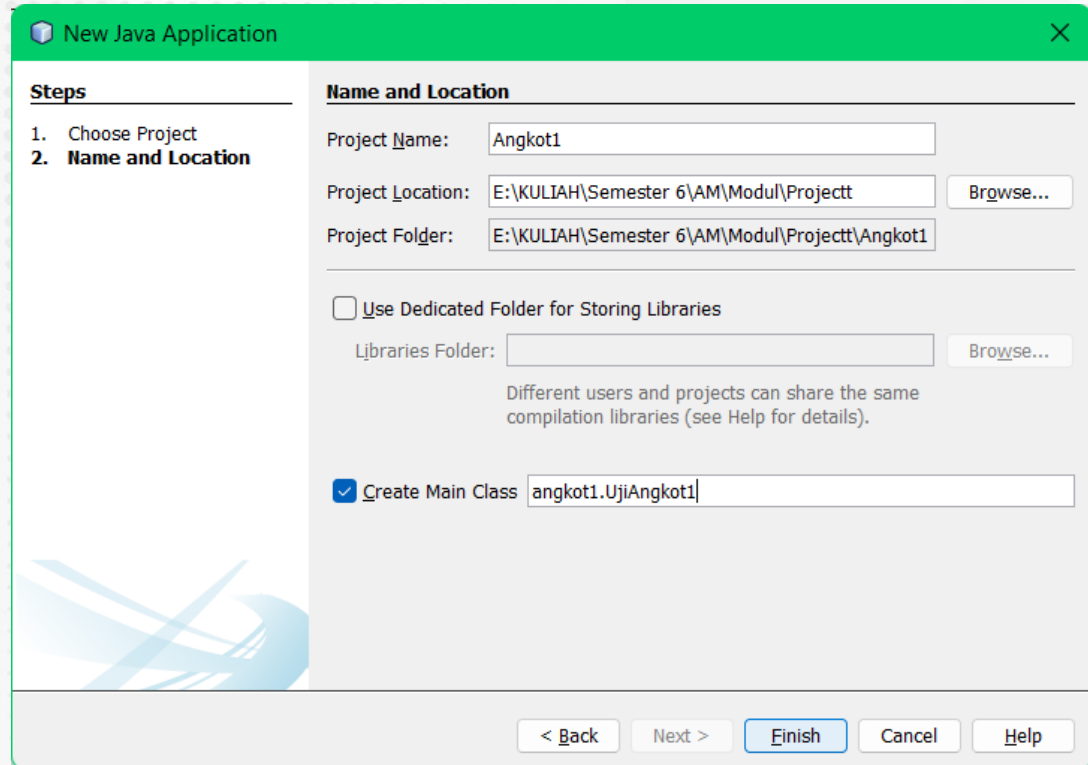 New Java Application
Steps
1. Choose Project
2. Name and Location
Name and Location
Project Name: Angkot1
Project Location: E:\KULIAH\Semester 6\AM\Modul\Projectt Browse...
Project Folder: E:\KULIAH\Semester 6\AM\Modul\Projectt\Angkot1
Use Dedicated Folder for Storing Libraries
Libraries Folder: Browse...
Different users and projects can share the same
compilation libraries (see Help for details).
Create Main Class angkot1.UjiAngkot1
< Back Next > Finish Cancel Help